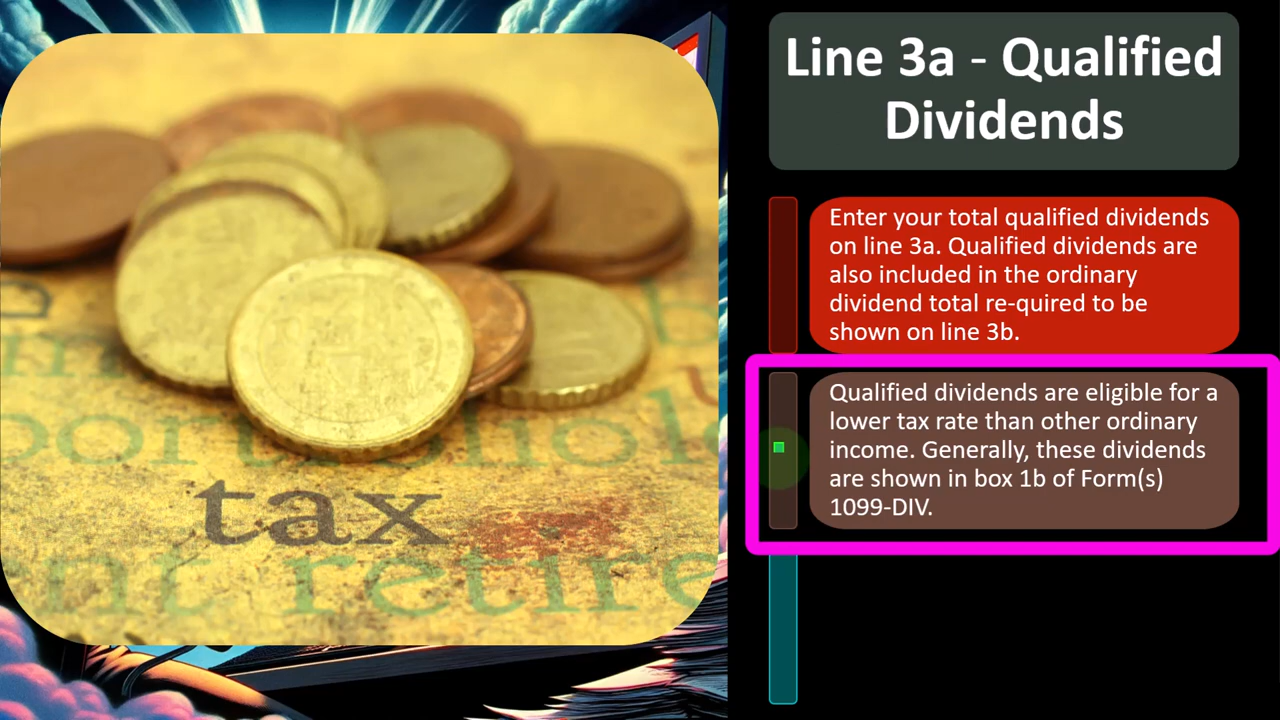 Line 3a - Qualified
Dividends
Enter your total qualified dividends
on line 3a. Qualified dividends are
also included in the ordinary
dividend total re-quired to be
shown on line 3b.
Qualified dividends are eligible for a
lower tax rate than other ordinary
income. Generally, these dividends
are shown in box 1b of Form(s)
1099-DIV.
tax